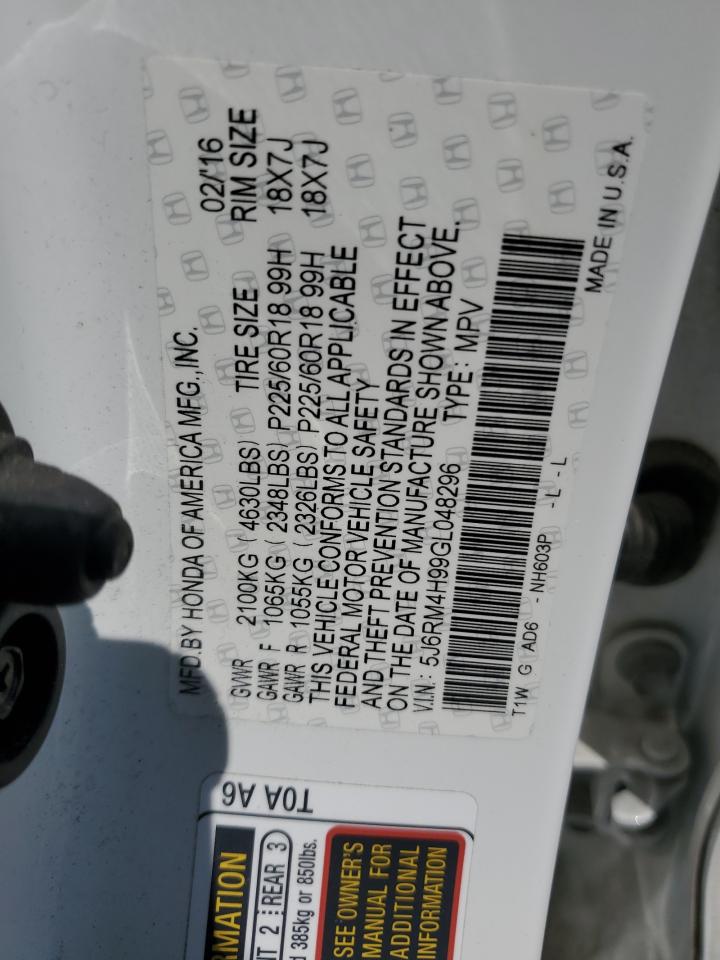 MFD.BY HONDA OF AMERICA MFG.,INC. 02/'16
GVWR 2100KG ( 4630LBS) TIRE SIZE RIM SIZE
GAWR F 1065KG ( 2348LBS) P225/60R18 99H 18X7J
GAWR R 1055KG ( 2326LBS) P225/60R18 99H 18X7J
THIS VEHICLE CONFORMS TO ALL APPLICABLE
FEDERAL MOTOR VEHICLE SAFETY
AND THEFT PREVENTION STANDARDS IN EFFECT
ON THE DATE OF MANUFACTURE SHOWN ABOVE.
V.I.N.: 5J6RM4H99GL048296 TYPE: MPV
T1W G AD6 - NH603P - L - L MADE IN U.S.A.
T0A A6
RMATION
2 REAR 3
385kg or 850lbs.
SEE OWNER'S
MANUAL FOR
ADDITIONAL
INFORMATION